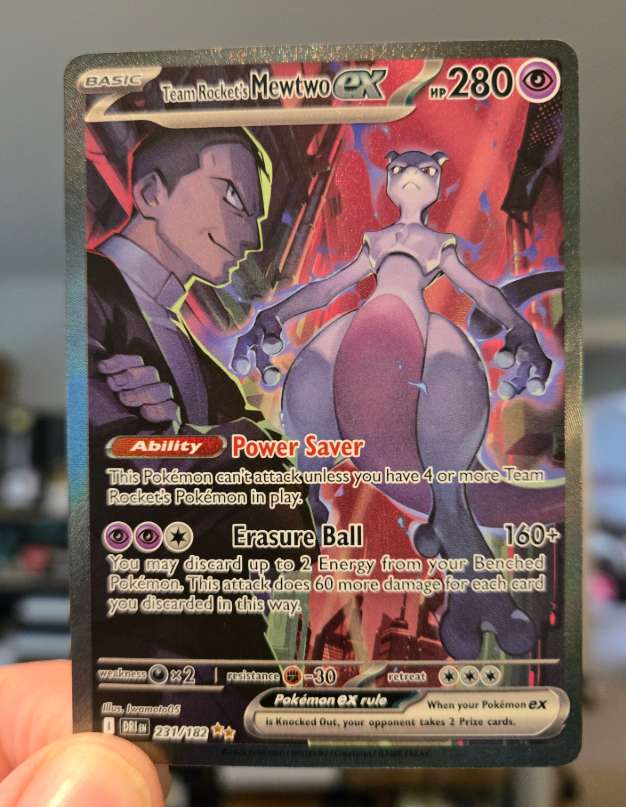 BASIC
Team Rocket's Mewtwo ex HP 280
Ability Power Saver
This Pokémon can't attack unless you have 4 or more Team
Rocket's Pokémon in play.
Erasure Ball 160+
You may discard up to 2 Energy from your Benched
Pokémon. This attack does 60 more damage for each card
you discarded in this way.
weakness ×2 resistance -30 retreat
Illus. Iwamoto05
Pokémon ex rule When your Pokémon ex
is Knocked Out, your opponent takes 2 Prize cards.
DRI EN 231/182
GAME FREAK